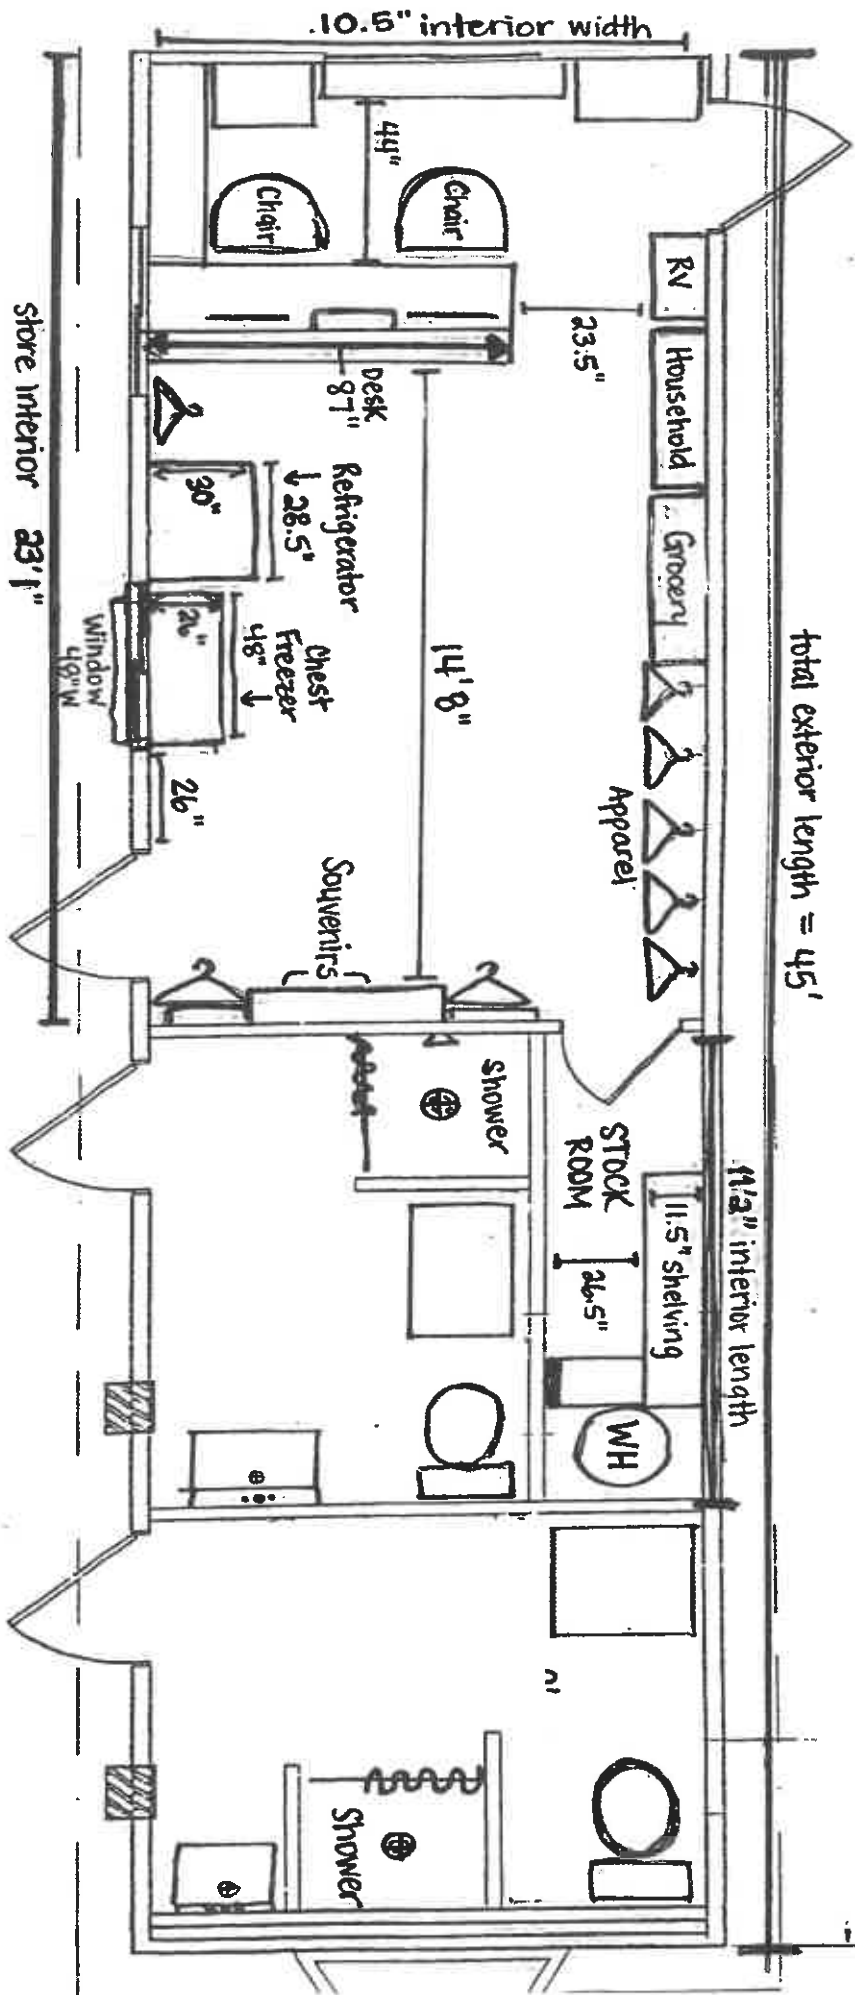 10.5" interior width
44"
Chair
Chair
RV
Household
Grocery
23.5"
Desk
87"
Refrigerator
28.5"
30"
Chest
Freezer
48"
26"
Window
48"W
26"
14'8"
store interior 23'1"
total exterior length = 45'
Apparel
Souvenirs
Shower
STOCK
ROOM
11.5" shelving
26.5"
11'2" interior length
WH
Shower